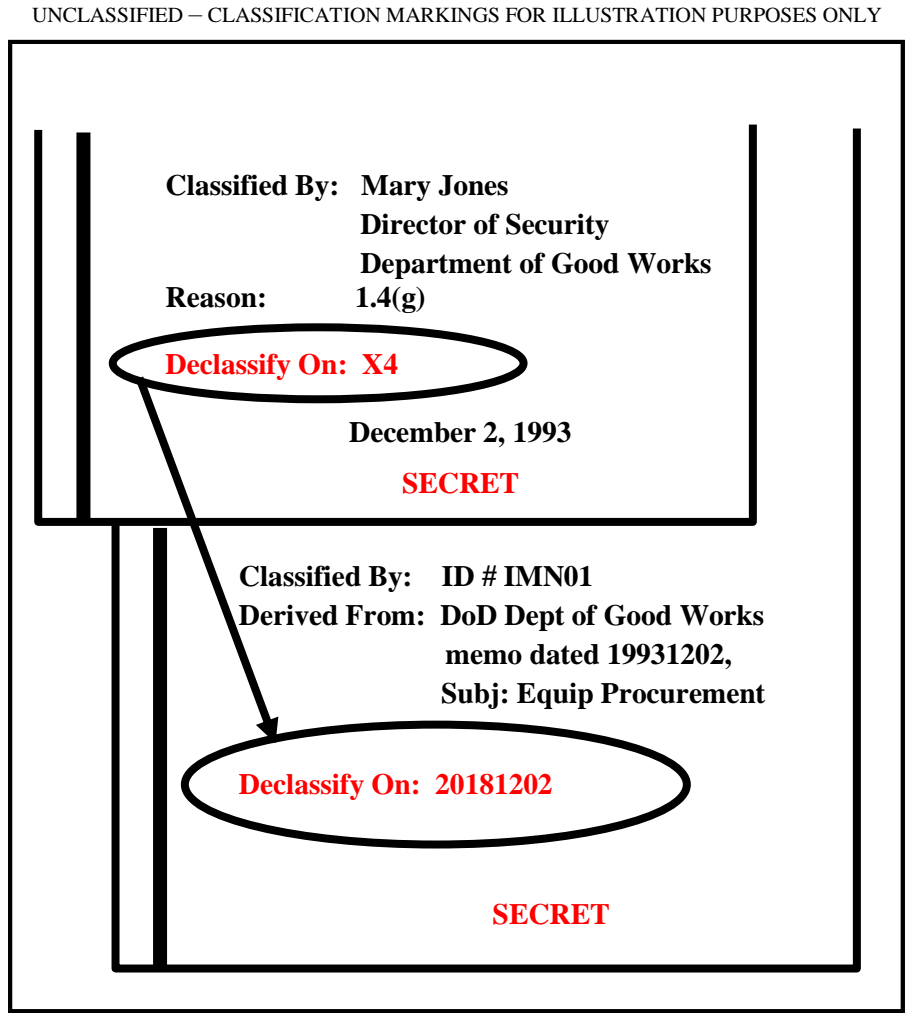 UNCLASSIFIED – CLASSIFICATION MARKINGS FOR ILLUSTRATION PURPOSES ONLY
Classified By: Mary Jones
Director of Security
Department of Good Works
Reason: 1.4(g)
Declassify On: X4
December 2, 1993
SECRET
Classified By: ID # IMN01
Derived From: DoD Dept of Good Works
memo dated 19931202,
Subj: Equip Procurement
Declassify On: 20181202
SECRET